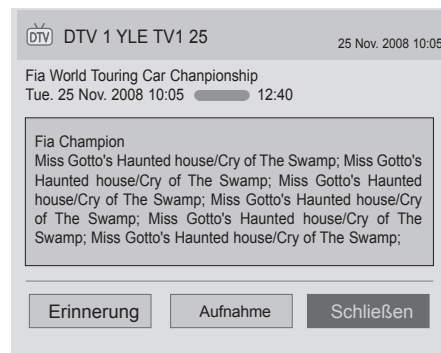 DTV DTV 1 YLE TV1 25 25 Nov. 2008 10:05
Fia World Touring Car Chanpionship
Tue. 25 Nov. 2008 10:05 12:40
Fia Champion
Miss Gotto's Haunted house/Cry of The Swamp; Miss Gotto's
Haunted house/Cry of The Swamp; Miss Gotto's Haunted
house/Cry of The Swamp; Miss Gotto's Haunted house/Cry
of The Swamp; Miss Gotto's Haunted house/Cry of The
Swamp; Miss Gotto's Haunted house/Cry of The Swamp;
Erinnerung Aufnahme Schließen